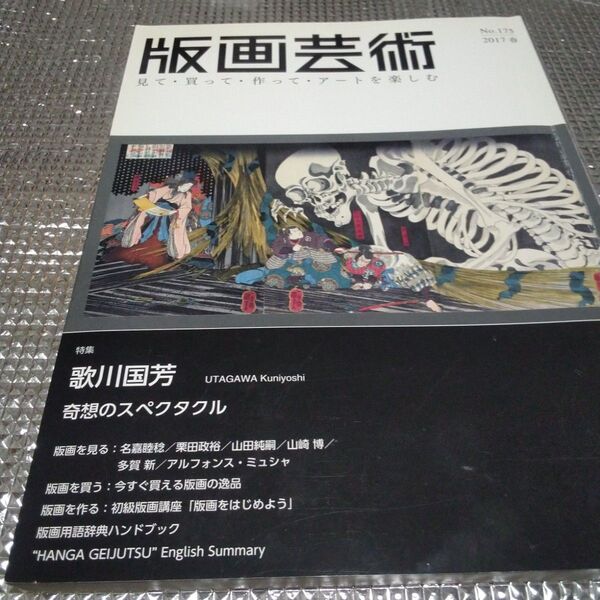 版画芸術
No.175
2017 春
見て・買って・作って・アートを楽しむ
特集
歌川国芳 UTAGAWA Kuniyoshi
奇想のスペクタクル
版画を見る：名嘉睦稔／栗田政裕／山田純嗣／山崎 博／
多賀 新／アルフォンス・ミュシャ
版画を買う：今すぐ買える版画の逸品
版画を作る：初級版画講座「版画をはじめよう」
版画用語辞典ハンドブック
“HANGA GEIJUTSU” English Summary